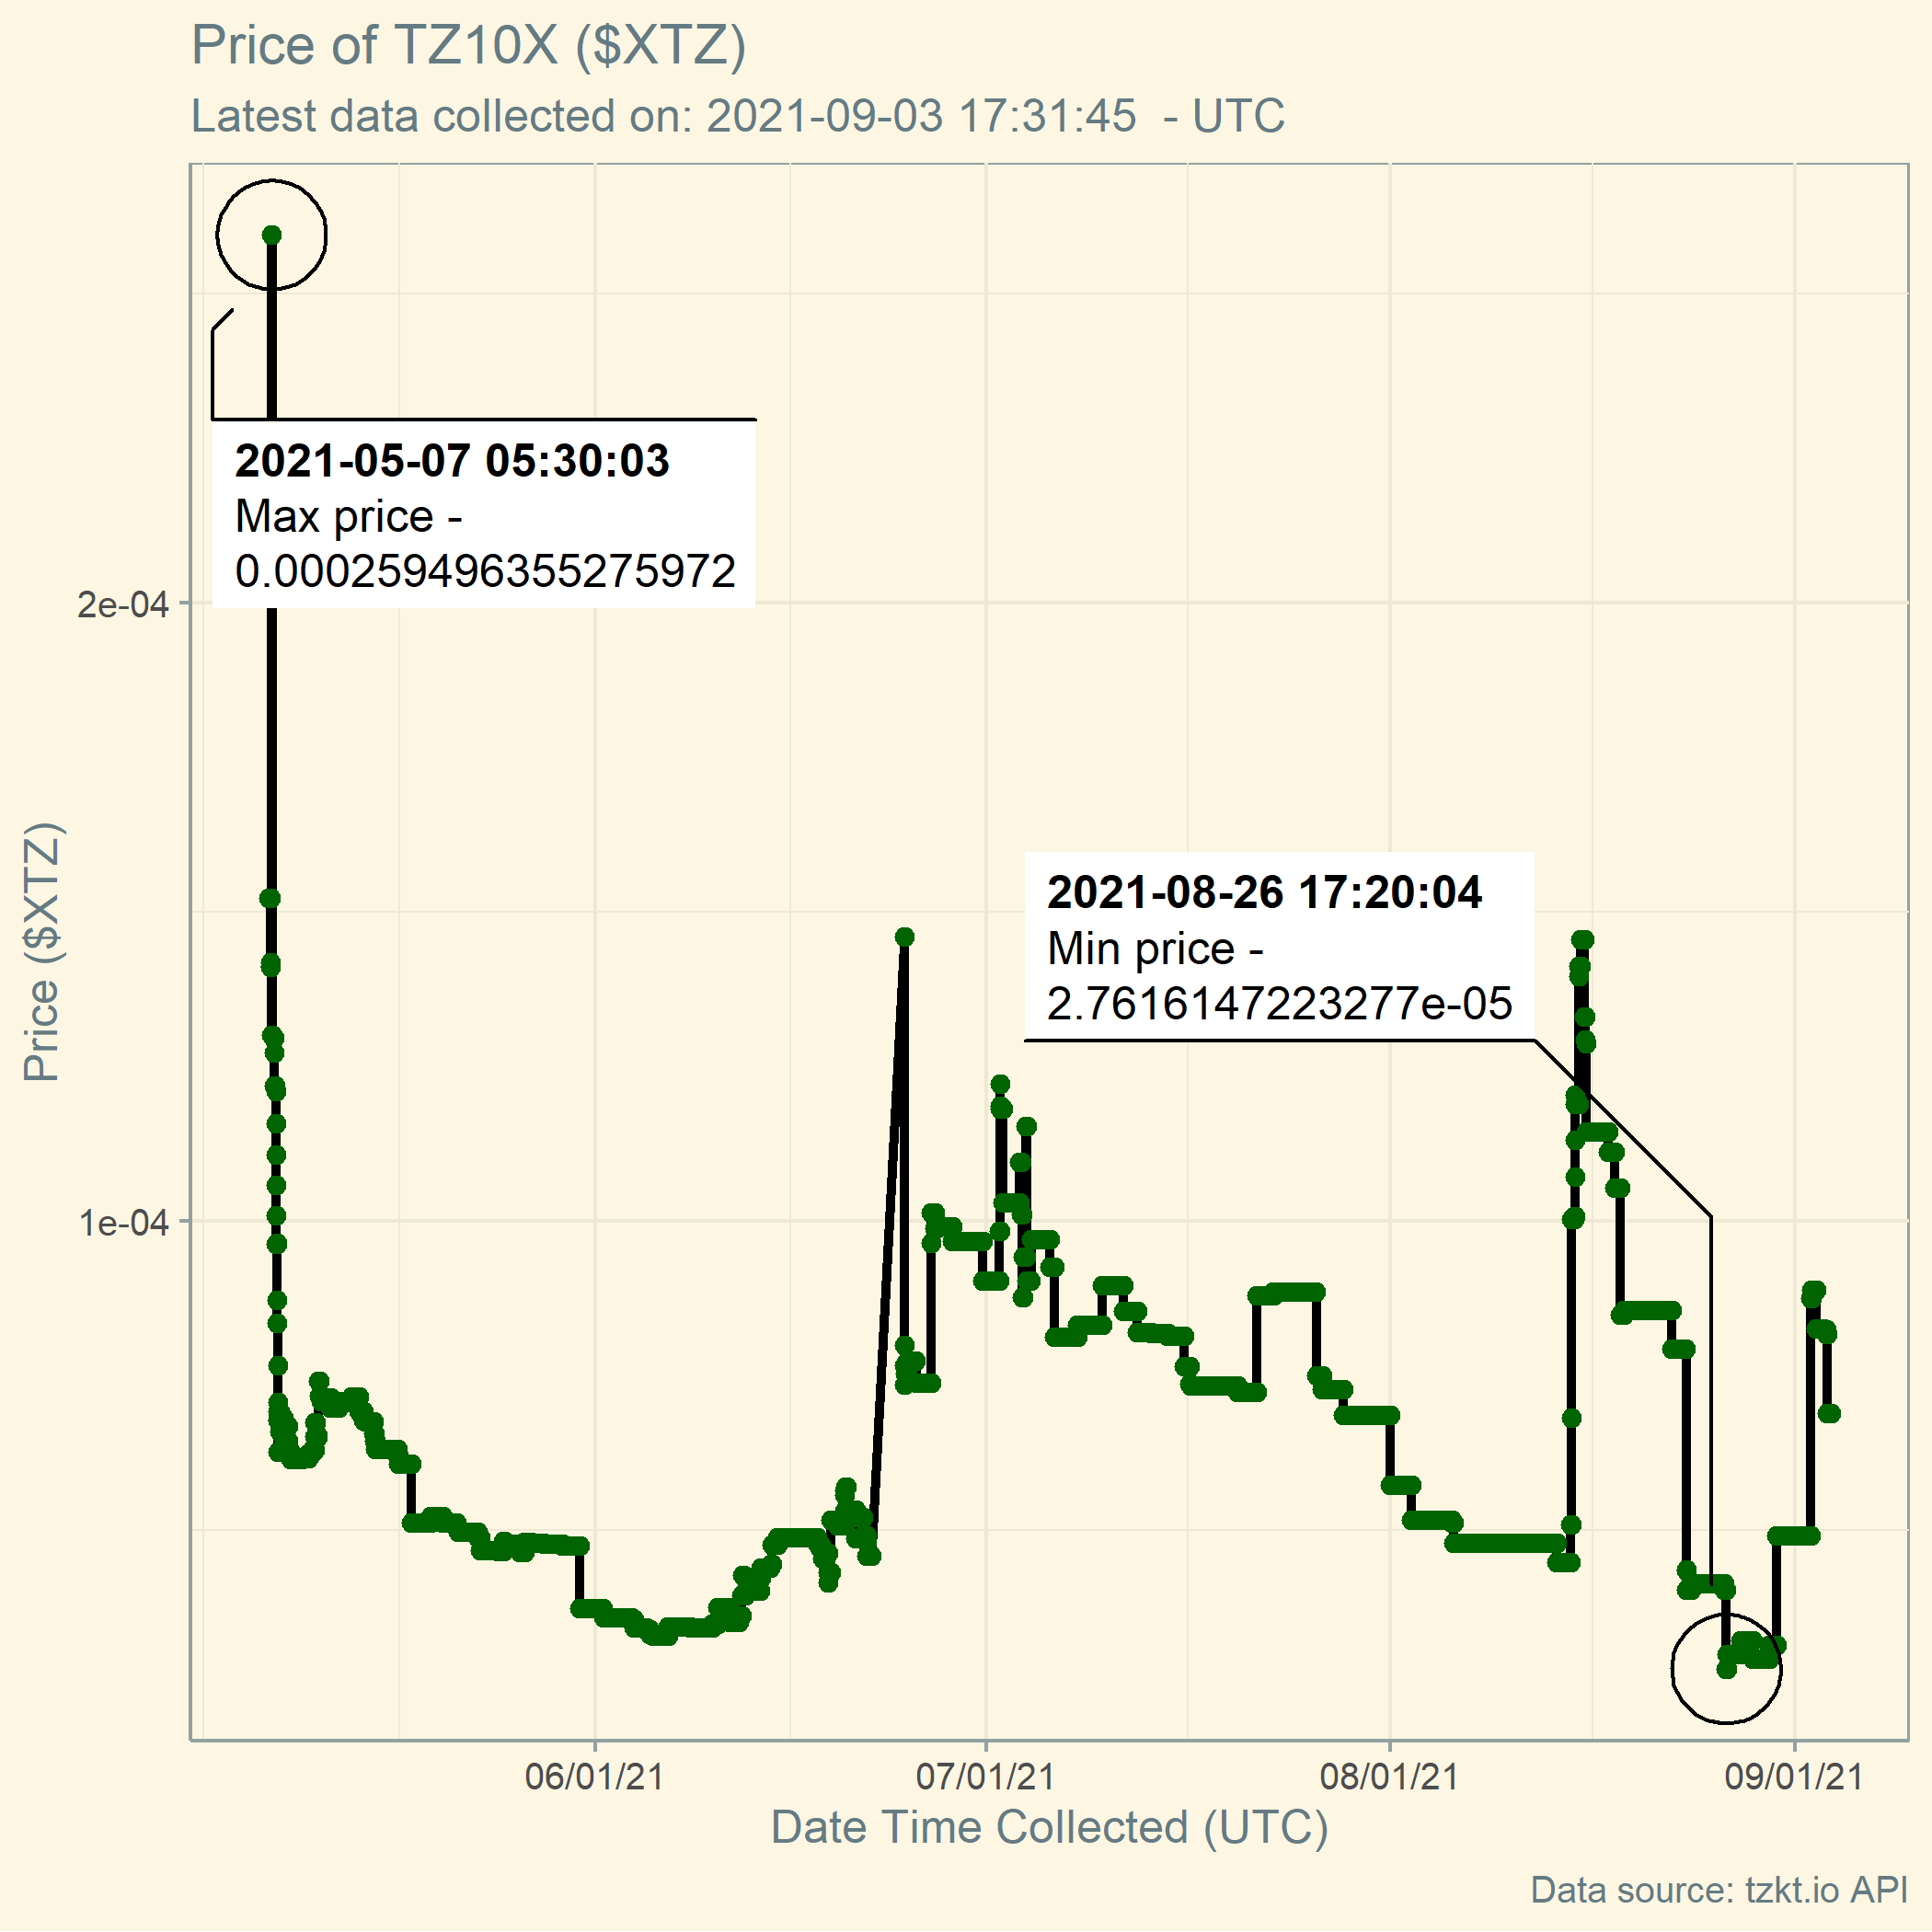 Price of TZ10X ($XTZ)
Latest data collected on: 2021-09-03 17:31:45  - UTC
2021-05-07 05:30:03
Max price -
0.000259496355275972
2e-04
Price ($XTZ)
2021-08-26 17:20:04
Min price -
2.7616147223277e-05
1e-04
06/01/21 07/01/21 08/01/21 09/01/21
Date Time Collected (UTC)
Data source: tzkt.io API